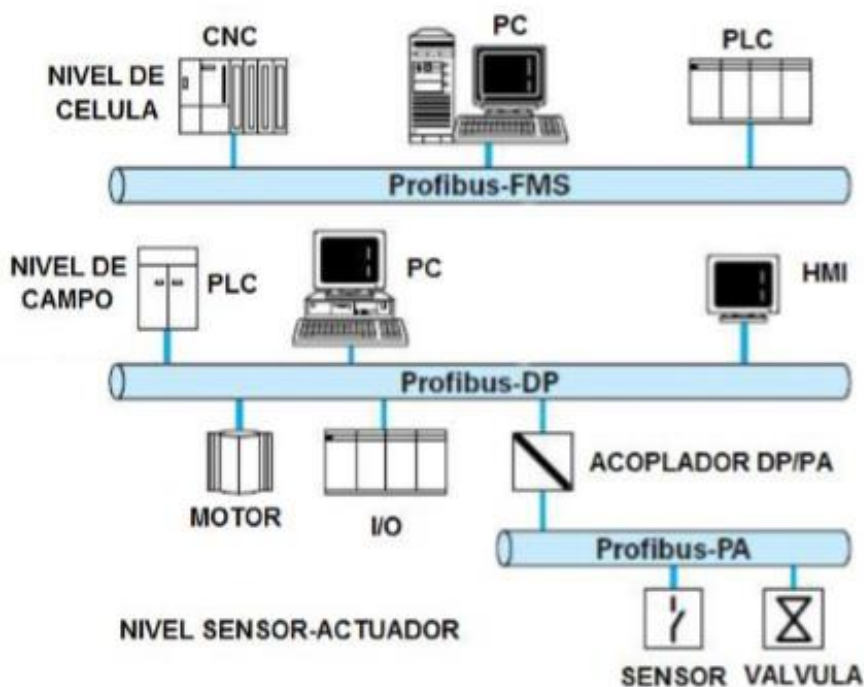 CNC
PC
PLC
NIVEL DE
CELULA
Profibus-FMS
NIVEL DE
CAMPO
PLC
PC
HMI
Profibus-DP
MOTOR
I/O
ACOPLADOR DP/PA
Profibus-PA
NIVEL SENSOR-ACTUADOR
SENSOR
VALVULA